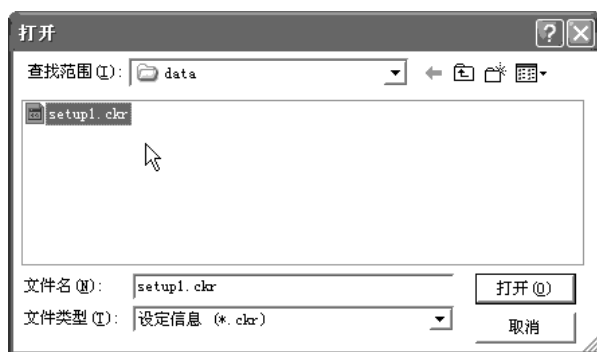 打开
查找范围(I): data
setup1.ckr
文件名(N): setup1.ckr
打开(O)
文件类型(T): 设定信息 (*.ckr)
取消